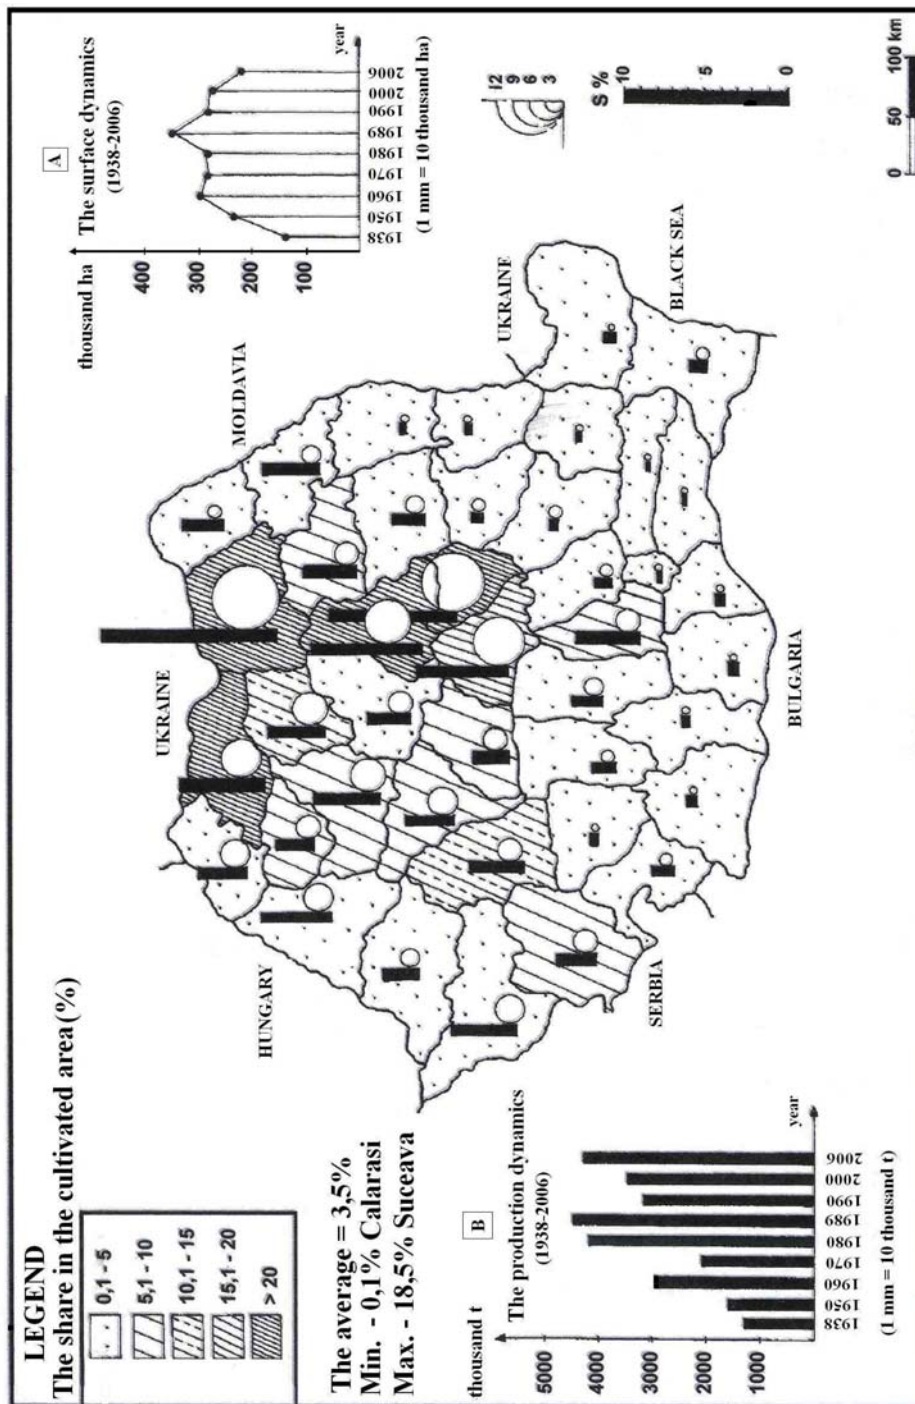 LEGEND
The share in the cultivated area(%)
0,1 - 5
5,1 - 10
10,1 - 15
15,1 - 20
> 20
The average = 3,5%
Min. - 0,1% Calarasi
Max. - 18,5% Suceava
thousand t
B
The production dynamics
(1938-2006)
5000
4000
3000
2000
1000
1938
1950
1960
1970
1980
1989
1990
2000
2006
year
(1 mm = 10 thousand t)
HUNGARY
UKRAINE
MOLDAVIA
SERBIA
BULGARIA
UKRAINE
BLACK SEA
thousand ha
A
The surface dynamics
(1938-2006)
400
300
200
100
1938
1950
1960
1970
1980
1989
1990
2000
2006
year
(1 mm = 10 thousand ha)
12
9
6
3
S %
10
5
0
0
50
100 km